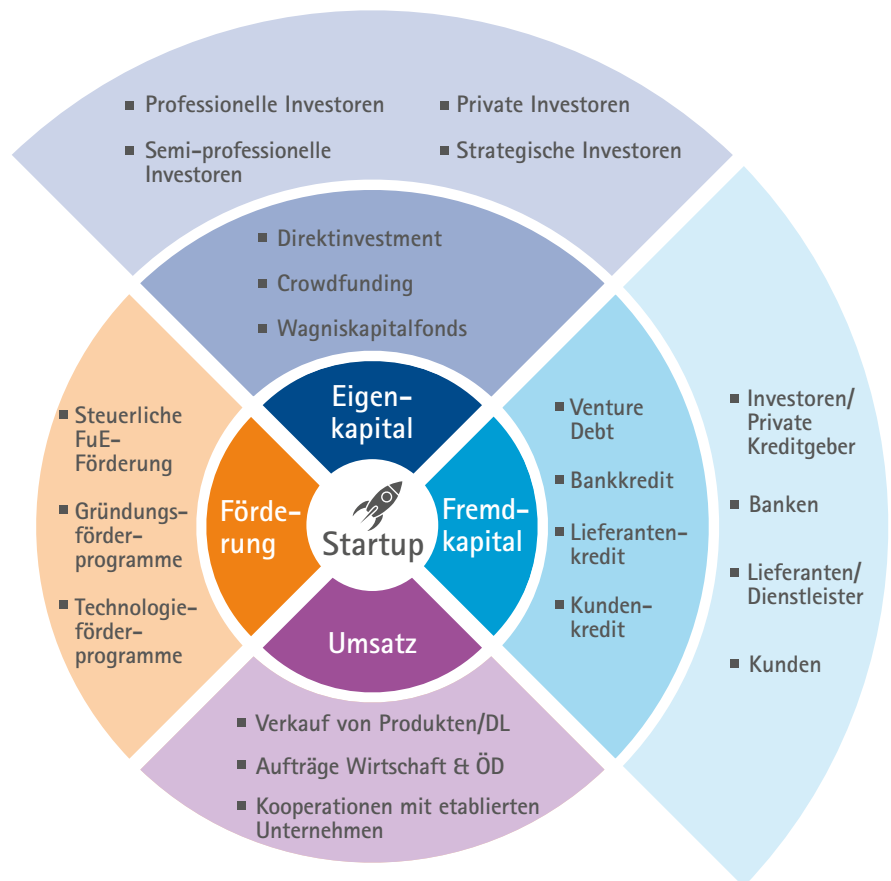 ■ Professionelle Investoren
■ Semi-professionelle
Investoren
■ Private Investoren
■ Strategische Investoren
■ Direktinvestment
■ Crowdfunding
■ Wagniskapitalfonds
Eigen-
kapital
■ Steuerliche
FuE-
Förderung
■ Gründungs-
förder-
programme
■ Technologie-
förder-
programme
Förde-
rung
Startup
Fremd-
kapital
■ Venture
Debt
■ Bankkredit
■ Lieferanten-
kredit
■ Kunden-
kredit
■ Investoren/
Private
Kreditgeber
■ Banken
■ Lieferanten/
Dienstleister
■ Kunden
Umsatz
■ Verkauf von Produkten/DL
■ Aufträge Wirtschaft & ÖD
■ Kooperationen mit etablierten
Unternehmen